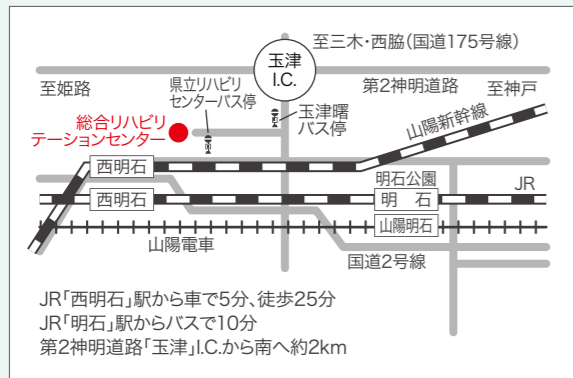 至三木・西脇(国道175号線)
玉津
I.C.
至姫路
県立リハビリ
センターバス停
第2神明道路
至神戸
総合リハビリ
テーションセンター
玉津曙
バス停
山陽新幹線
西明石
明石公園
JR
西明石
明 石
山陽明石
山陽電車
国道2号線
JR「西明石」駅から車で5分、徒歩25分
JR「明石」駅からバスで10分
第2神明道路「玉津」I.C.から南へ約2km